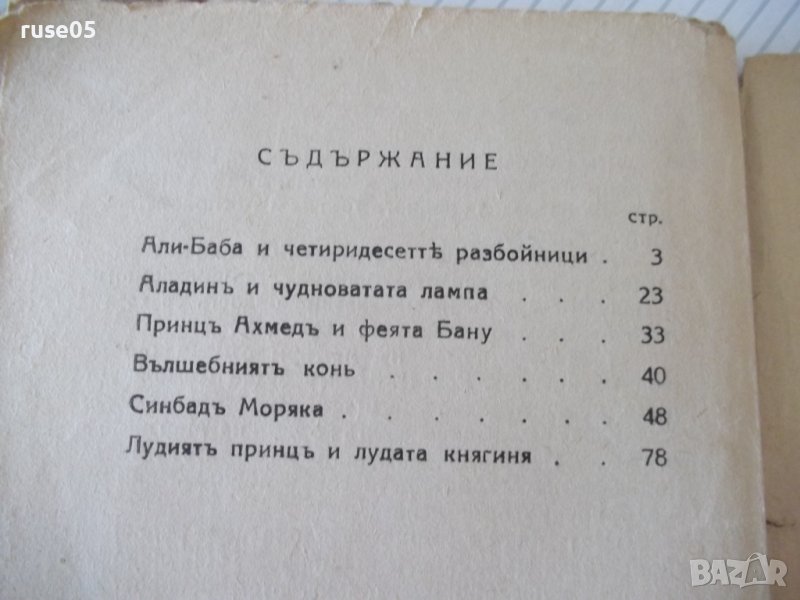 ruse05
СЪДЪРЖАНИЕ
стр.
Али-Баба и четиридесеттѣ разбойници . 3
Аладинъ и чудноватата лампа . . . 23
Принцъ Ахмедъ и феята Бану . . . 33
Вълшебниятъ конь . . . . . . 40
Синбадъ Моряка . . . . . . . 48
Лудиятъ принцъ и лудата княгиня . . 78
BAZAR